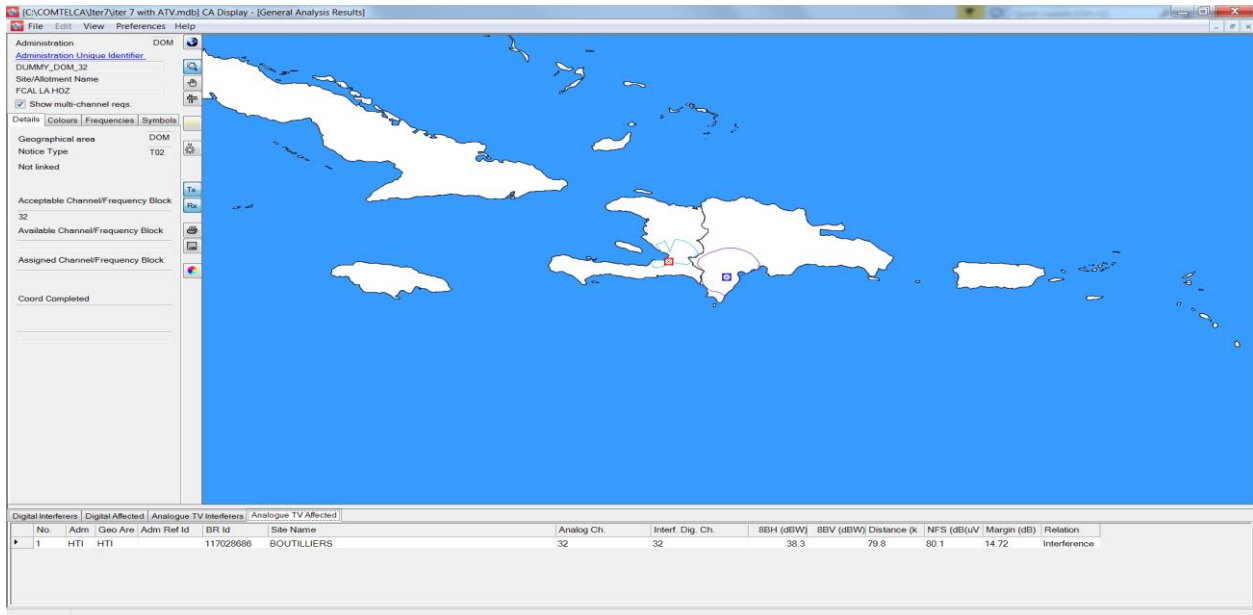 [C:\COMTELCA\Iter7\iter 7 with ATV.mdb] CA Display - [General Analysis Results]
File Edit View Preferences Help
Administration DOM
Administration Unique Identifier
DUMMY_DOM_32
Site/Allotment Name
FCAL LA HOZ
Show multi-channel reqs.
Details Colours Frequencies Symbols
Geographical area DOM
Notice Type T02
Not linked
Acceptable Channel/Frequency Block
32
Available Channel/Frequency Block
Assigned Channel/Frequency Block
Coord Completed
Tx
Rx
Digital Interferers Digital Affected Analogue TV Interferers Analogue TV Affected
No. Adm Geo Are Adm Ref Id BR Id Site Name Analog Ch. Interf. Dig. Ch. 8BH (dBW) 8BV (dBW) Distance (k NFS (dB(uV Margin (dB) Relation
1 HTI HTI 117028686 BOUTILLIERS 32 32 38.3 79.8 80.1 14.72 Interference